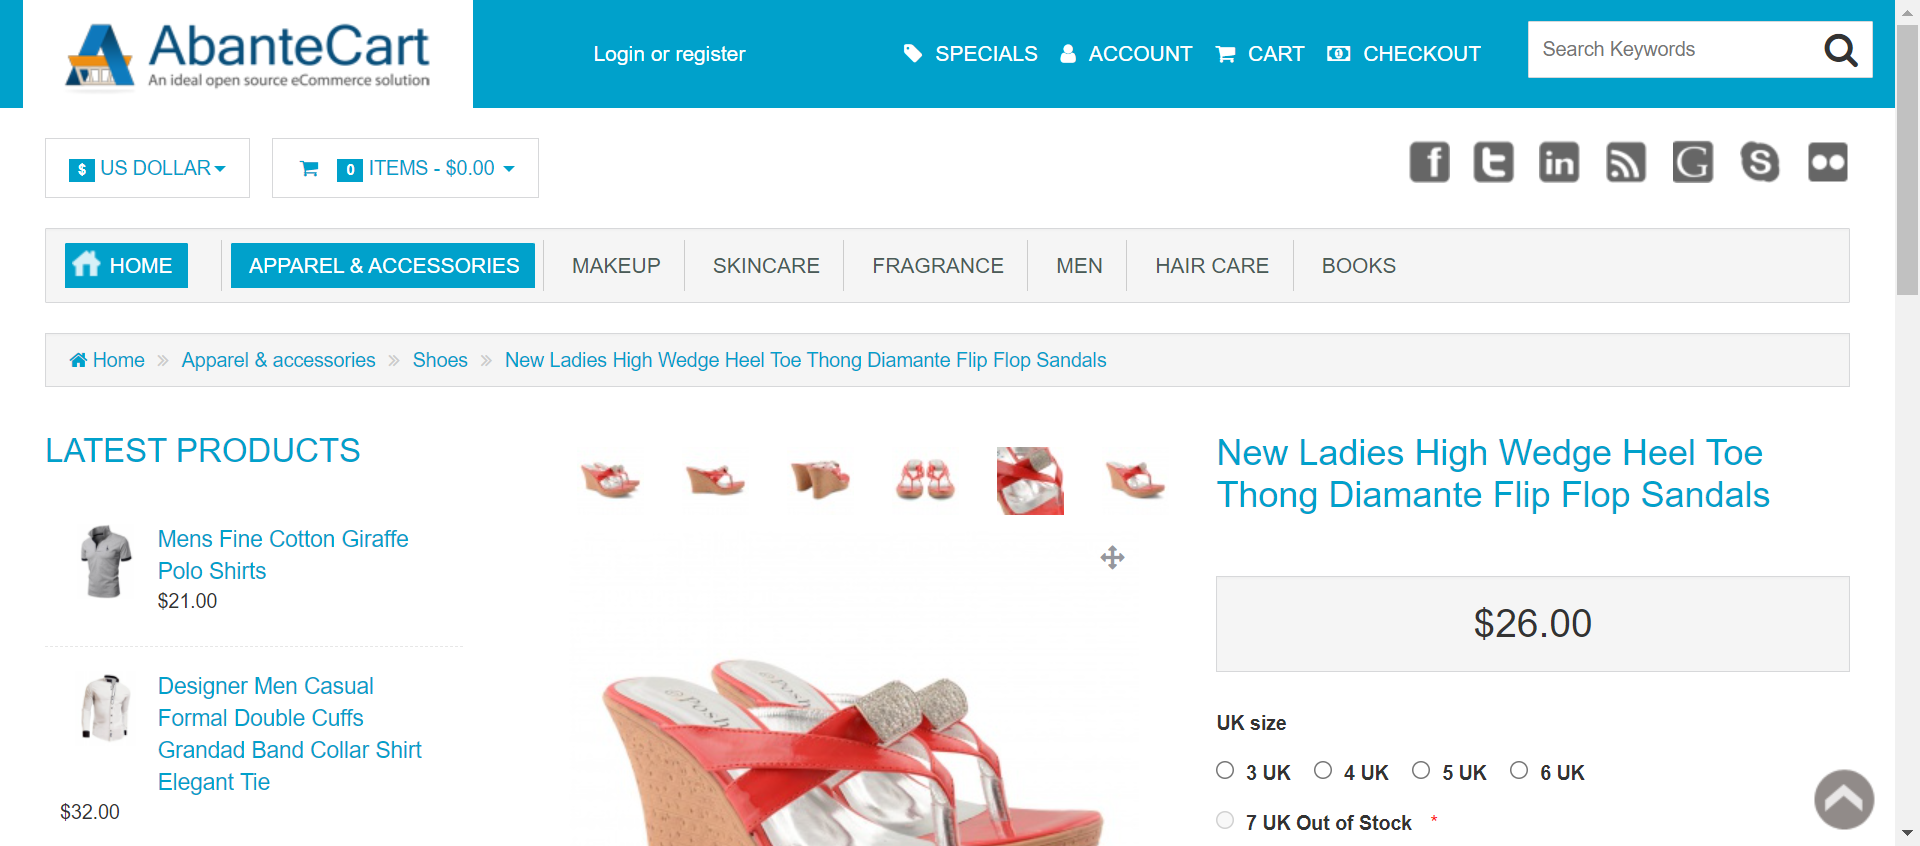 AbanteCart
An ideal open source eCommerce solution
Login or register
SPECIALS ACCOUNT CART CHECKOUT
Search Keywords
$ US DOLLAR
0 ITEMS - $0.00
HOME APPAREL & ACCESSORIES MAKEUP SKINCARE FRAGRANCE MEN HAIR CARE BOOKS
Home » Apparel & accessories » Shoes » New Ladies High Wedge Heel Toe Thong Diamante Flip Flop Sandals
LATEST PRODUCTS
Mens Fine Cotton Giraffe
Polo Shirts
$21.00
Designer Men Casual
Formal Double Cuffs
Grandad Band Collar Shirt
Elegant Tie
$32.00
Posh
New Ladies High Wedge Heel Toe
Thong Diamante Flip Flop Sandals
$26.00
UK size
3 UK 4 UK 5 UK 6 UK
7 UK Out of Stock *